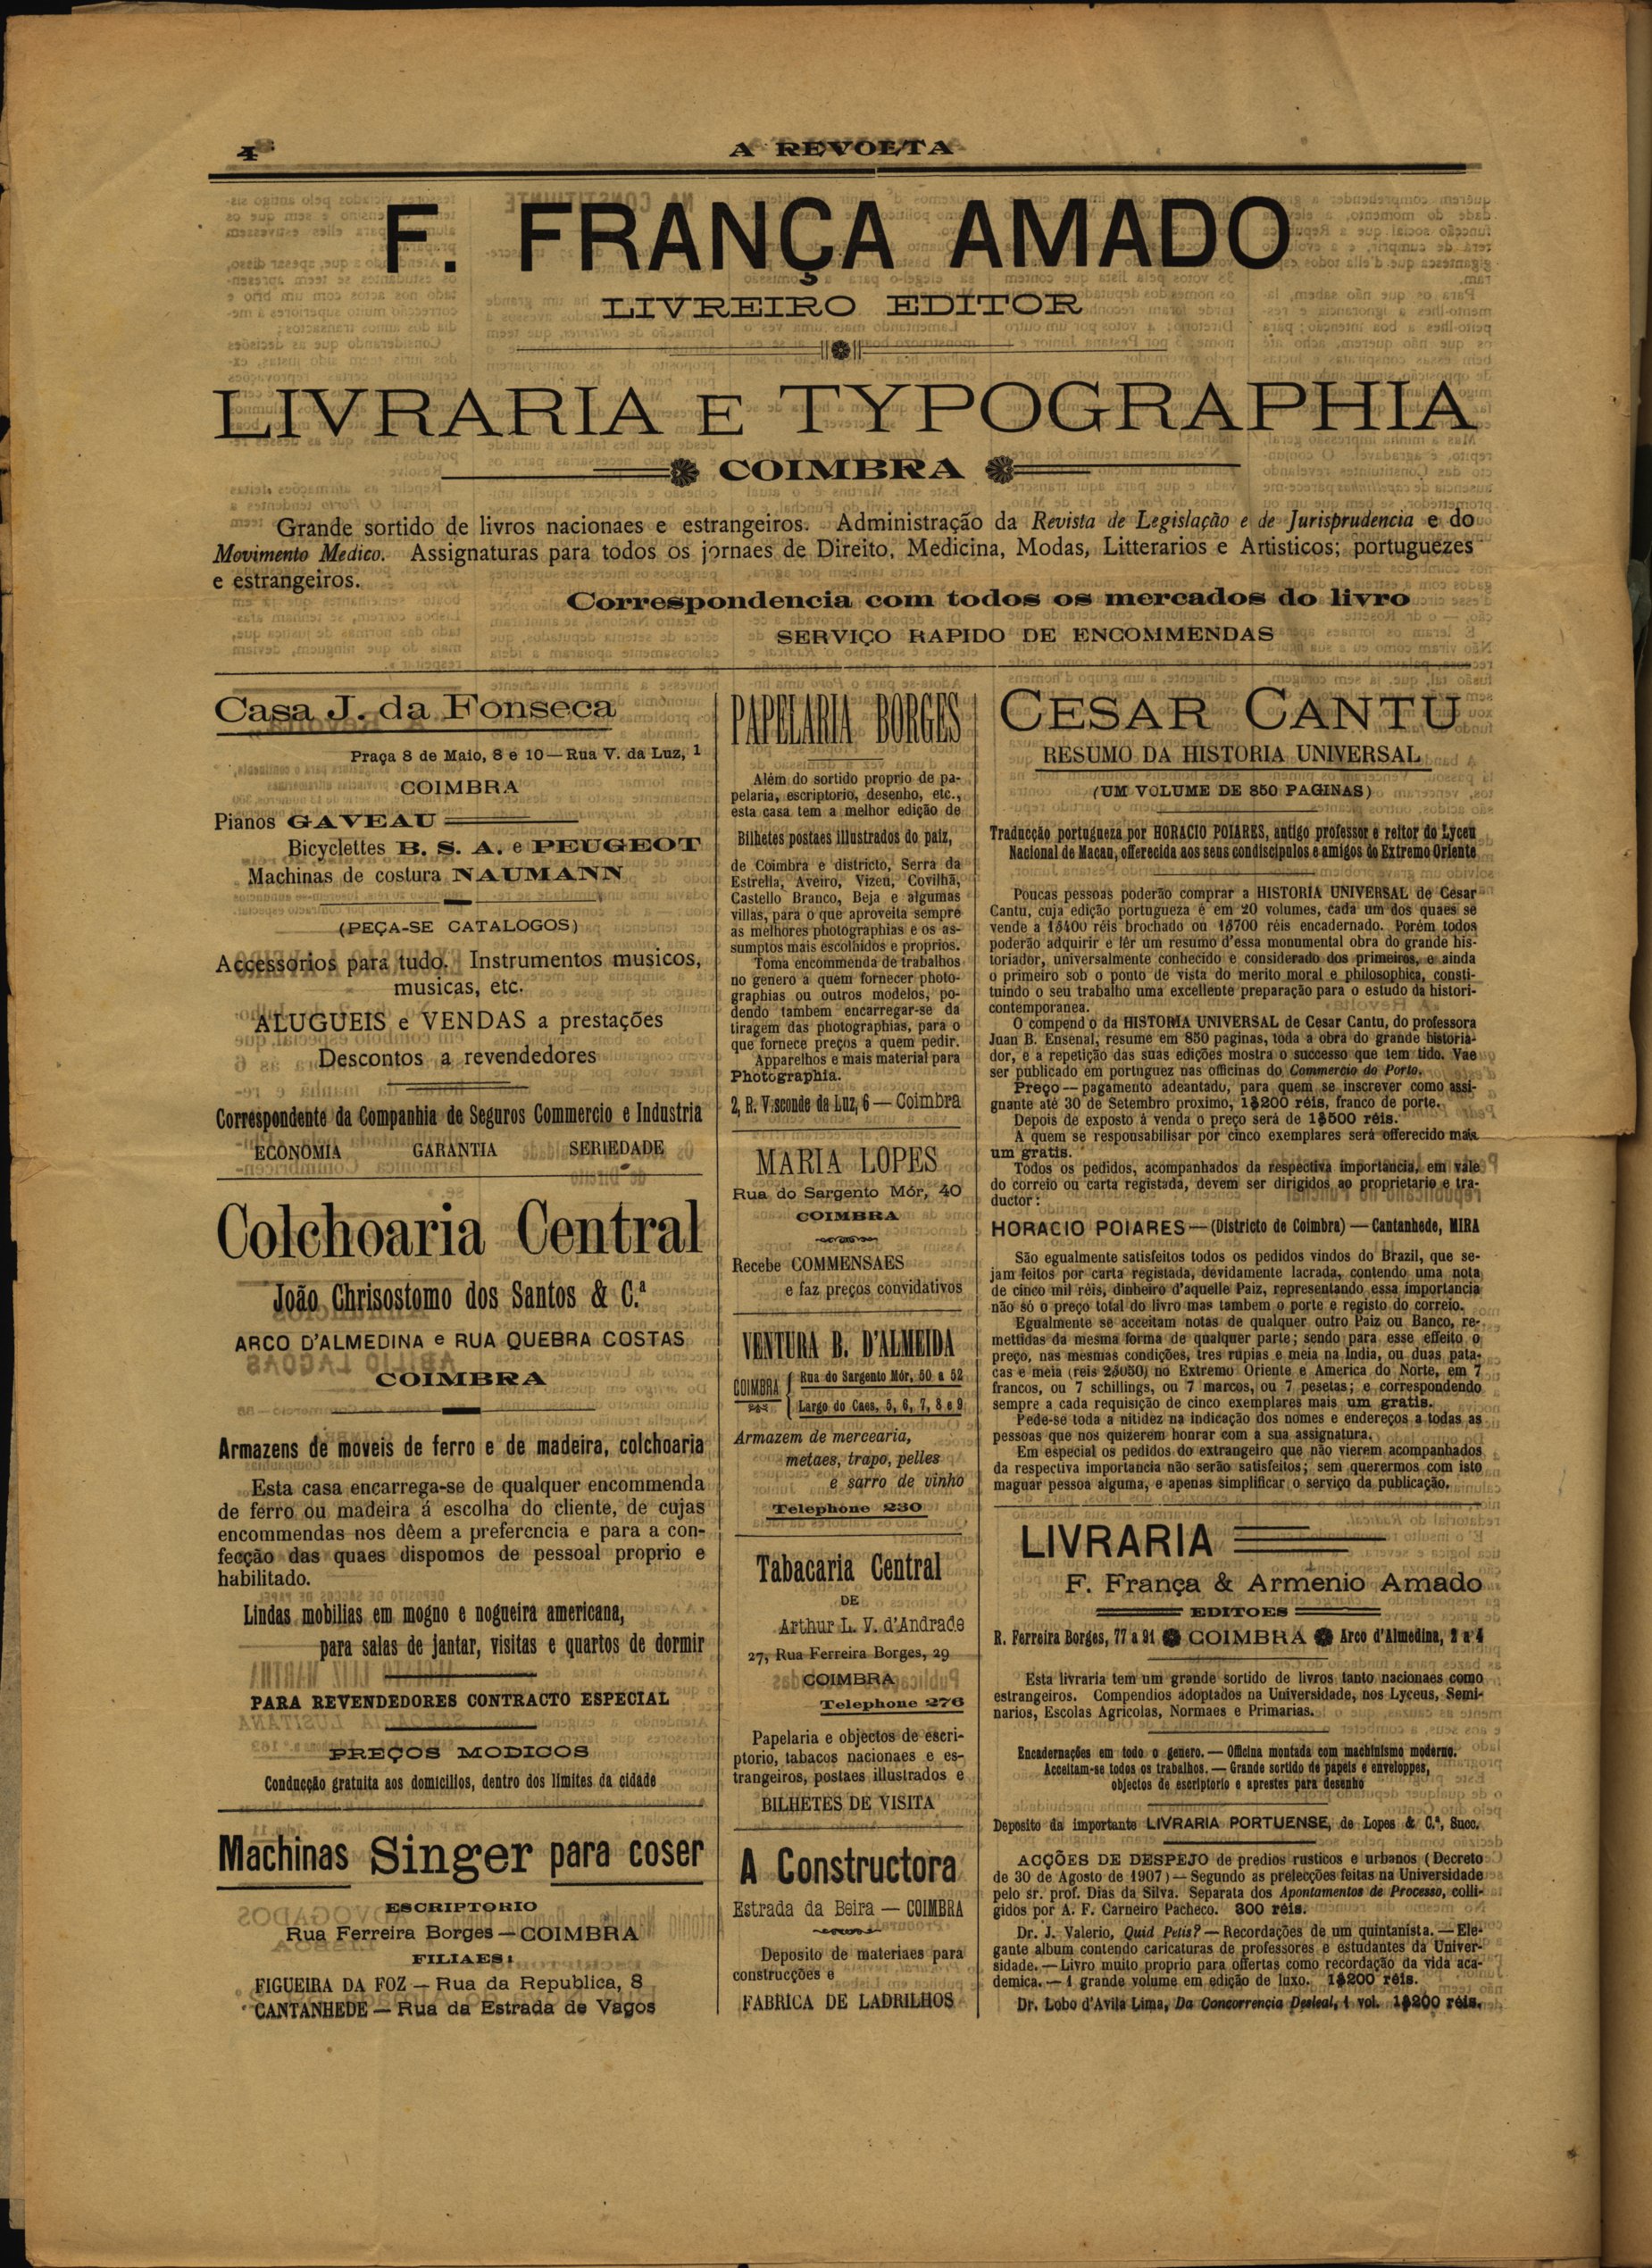 4
A REVOLTA
F. FRANÇA AMADO
LIVREIRO EDITOR
LIVRARIA E TYPOGRAPHIA
COIMBRA
Grande sortido de livros nacionaes e estrangeiros. Administração da Revista de Legislação e de Jurisprudencia e do
Movimento Medico. Assignaturas para todos os jornaes de Direito, Medicina, Modas, Litterarios e Artisticos; portuguezes
e estrangeiros.
Correspondencia com todos os mercados do livro
SERVIÇO RAPIDO DE ENCOMMENDAS
Casa J. da Fonseca
Praça 8 de Maio, 8 e 10—Rua V. da Luz, 1
COIMBRA
Pianos GAVEAU
Bicyclettes B. S. A. e PEUGEOT
Machinas de costura NAUMANN
(PEÇA-SE CATALOGOS)
Accessorios para tudo. Instrumentos musicos,
musicas, etc.
ALUGUEIS e VENDAS a prestações
Descontos a revendedores
Correspondente da Companhia de Seguros Commercio e Industria
ECONOMIA GARANTIA SERIEDADE
Colchoaria Central
João Chrisostomo dos Santos & C.ª
ARCO D'ALMEDINA e RUA QUEBRA COSTAS
COIMBRA
Armazens de moveis de ferro e de madeira, colchoaria
Esta casa encarrega-se de qualquer encommenda
de ferro ou madeira á escolha do cliente, de cujas
encommendas nos dêem a preferencia e para a con-
fecção das quaes dispomos de pessoal proprio e
habilitado.
Lindas mobilias em mogno e nogueira americana,
para salas de jantar, visitas e quartos de dormir
PARA REVENDEDORES CONTRACTO ESPECIAL
PREÇOS MODICOS
Conducção gratuita aos domicilios, dentro dos limites da cidade
Machinas Singer para coser
ESCRIPTORIO
Rua Ferreira Borges—COIMBRA
FILIAES:
FIGUEIRA DA FOZ—Rua da Republica, 8
CANTANHEDE—Rua da Estrada de Vagos
PAPELARIA BORGES
Além do sortido proprio de pa-
pelaria, escriptorio, desenho, etc.,
esta casa tem a melhor edição de
Bilhetes postaes illustrados do paiz,
de Coimbra e districto, Serra da
Estrella, Aveiro, Vizeu, Covilhã,
Castello Branco, Beja e algumas
villas, para o que aproveita sempre
as melhores photographias e os as-
sumptos mais escolhidos e proprios.
Toma encommenda de trabalhos
no genero a quem fornecer photo-
graphias ou outros modelos, po-
dendo tambem encarregar-se da
tiragem das photographias, para o
que fornece preços a quem pedir.
Apparelhos e mais material para
Photographia.
2, R. Visconde da Luz, 6 — Coimbra
MARIA LOPES
Rua do Sargento Mór, 40
COIMBRA
Recebe COMMENSAES
e faz preços convidativos
VENTURA B. D'ALMEIDA
COIMBRA
Rua do Sargento Mór, 50 a 52
Largo do Caes, 5, 6, 7, 8 e 9
Armazem de mercearia,
metaes, trapo, pelles
e sarro de vinho
Telephone 230
Tabacaria Central
DE
Arthur L. V. d'Andrade
27, Rua Ferreira Borges, 29
COIMBRA
Telephone 276
Papelaria e objectos de escri-
ptorio, tabacos nacionaes e es-
trangeiros, postaes illustrados e
BILHETES DE VISITA
A Constructora
Estrada da Beira — COIMBRA
Deposito de materiaes para
construcções e
FABRICA DE LADRILHOS
CESAR CANTU
RESUMO DA HISTORIA UNIVERSAL
(UM VOLUME DE 850 PAGINAS)
Traducção portugueza por HORACIO POIARES, antigo professor e reitor do Lyceu
Nacional de Macau, offerecida aos seus condiscipulos e amigos do Extremo Oriente
Poucas pessoas poderão comprar a HISTORIA UNIVERSAL de Cesar
Cantu, cuja edição portugueza é em 20 volumes, cada um dos quaes se
vende a 1$400 réis brochado ou 1$700 réis encadernado. Porém todos
poderão adquirir e lêr um resumo d'essa monumental obra do grande his-
toriador, universalmente conhecido e considerado dos primeiros, e ainda
o primeiro sob o ponto de vista do merito moral e philosophica, consti-
tuindo o seu trabalho uma excellente preparação para o estudo da histori-
contemporanea.
O compend o da HISTORIA UNIVERSAL de Cesar Cantu, do professora
Juan B. Ensenal, resume em 850 paginas, toda a obra do grande historia-
dor, e a repetição das suas edições mostra o successo que tem tido. Vae
ser publicado em portuguez nas officinas do Commercio do Porto.
Preço—pagamento adeantado, para quem se inscrever como assi-
gnante até 30 de Setembro proximo, 1$200 réis, franco de porte.
Depois de exposto á venda o preço será de 1$500 réis.
A quem se responsabilisar por cinco exemplares será offerecido mais
um gratis.
Todos os pedidos, acompanhados da respectiva importancia, em vale
do correio ou carta registada, devem ser dirigidos ao proprietario e tra-
ductor:
HORACIO POIARES—(Districto de Coimbra)—Cantanhede, MIRA
São egualmente satisfeitos todos os pedidos vindos do Brazil, que se-
jam feitos por carta registada, dévidamente lacrada, contendo uma nota
de cinco mil réis, dinheiro d'aquelle Paiz, representando essa importancia
não só o preço total do livro mas tambem o porte e registo do correio.
Egualmente se acceitam notas de qualquer outro Paiz ou Banco, re-
mettidas da mesma forma de qualquer parte; sendo para esse effeito o
preço, nas mesmas condições, tres rupias e meia na India, ou duas pata-
cas e meia (reis 2$050) no Extremo Oriente e America do Norte, em 7
francos, ou 7 schillings, ou 7 marcos, ou 7 pesetas; e correspondendo
sempre a cada requisição de cinco exemplares mais um gratis.
Pede-se toda a nitidez na indicação dos nomes e endereços a todas as
pessoas que nos quizerem honrar com a sua assignatura.
Em especial os pedidos do extrangeiro que não vierem acompanhados
da respectiva importancia não serão satisfeitos; sem querermos com isto
maguar pessoa alguma, e apenas simplificar o serviço da publicação.
LIVRARIA
F. França & Armenio Amado
EDITOES
R. Ferreira Borges, 77 a 91 COIMBRA Arco d'Almedina, 2 a 4
Esta livraria tem um grande sortido de livros tanto nacionaes como
estrangeiros. Compendios adoptados na Universidade, nos Lyceus, Semi-
narios, Escolas Agricolas, Normaes e Primarias.
Encadernações em todo o genero.—Officina montada com machinismo moderno.
Acceitam-se todos os trabalhos.—Grande sortido de papeis e enveloppes,
objectos de escriptorio e aprestes para desenho
Deposito da importante LIVRARIA PORTUENSE, de Lopes & C.ª, Succ.
ACÇÕES DE DESPEJO de predios rusticos e urbanos (Decreto
de 30 de Agosto de 1907)—Segundo as prelecções feitas na Universidade
pelo sr. prof. Dias da Silva. Separata dos Apontamentos de Processo, colli-
gidos por A. F. Carneiro Pacheco. 300 réis.
Dr. J. Valerio, Quid Petis?—Recordações de um quintanista.—Ele-
gante album contendo caricaturas de professores e estudantes da Univer-
sidade.—Livro muito proprio para offertas como recordação da vida aca-
demica.—1 grande volume em edição de luxo. 1$200 réis.
Dr. Lobo d'Avila Lima, Da Concorrencia Desleal, 1 vol. 1$200 réis.